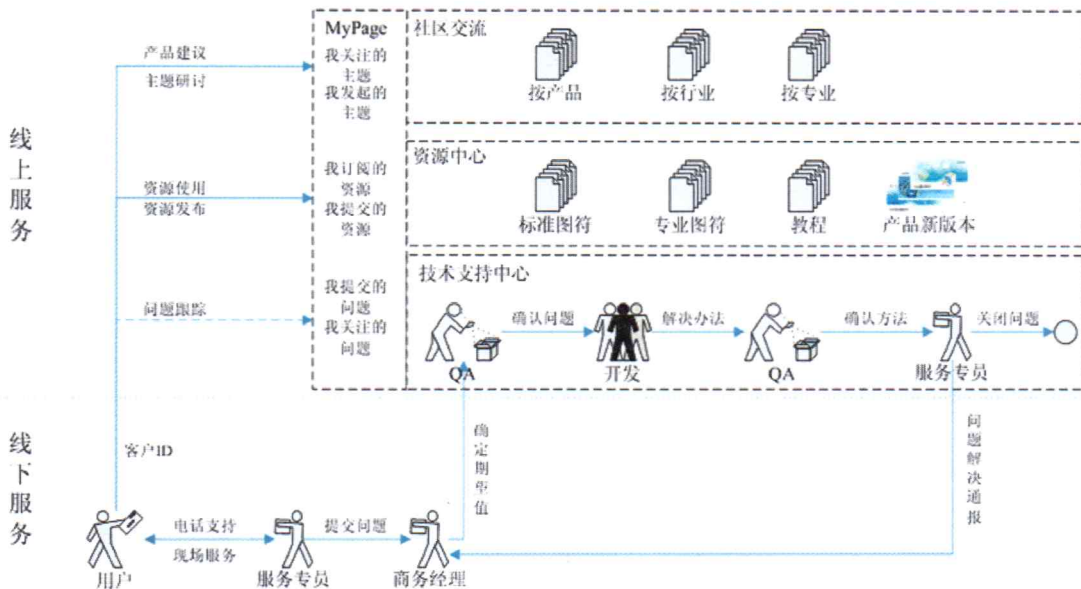 MyPage
社区交流
产品建议
主题研讨
我关注的
主题
我发起的
主题
按产品
按行业
按专业
线上服务
资源中心
资源使用
资源发布
我订阅的
资源
我提交的
资源
标准图符
专业图符
教程
产品新版本
技术支持中心
问题跟踪
我提交的
问题
我关注的
问题
确认问题
解决办法
确认方法
关闭问题
QA
开发
QA
服务专员
线下服务
客户ID
确定期望值
问题解决通报
电话支持
现场服务
提交问题
用户
服务专员
商务经理